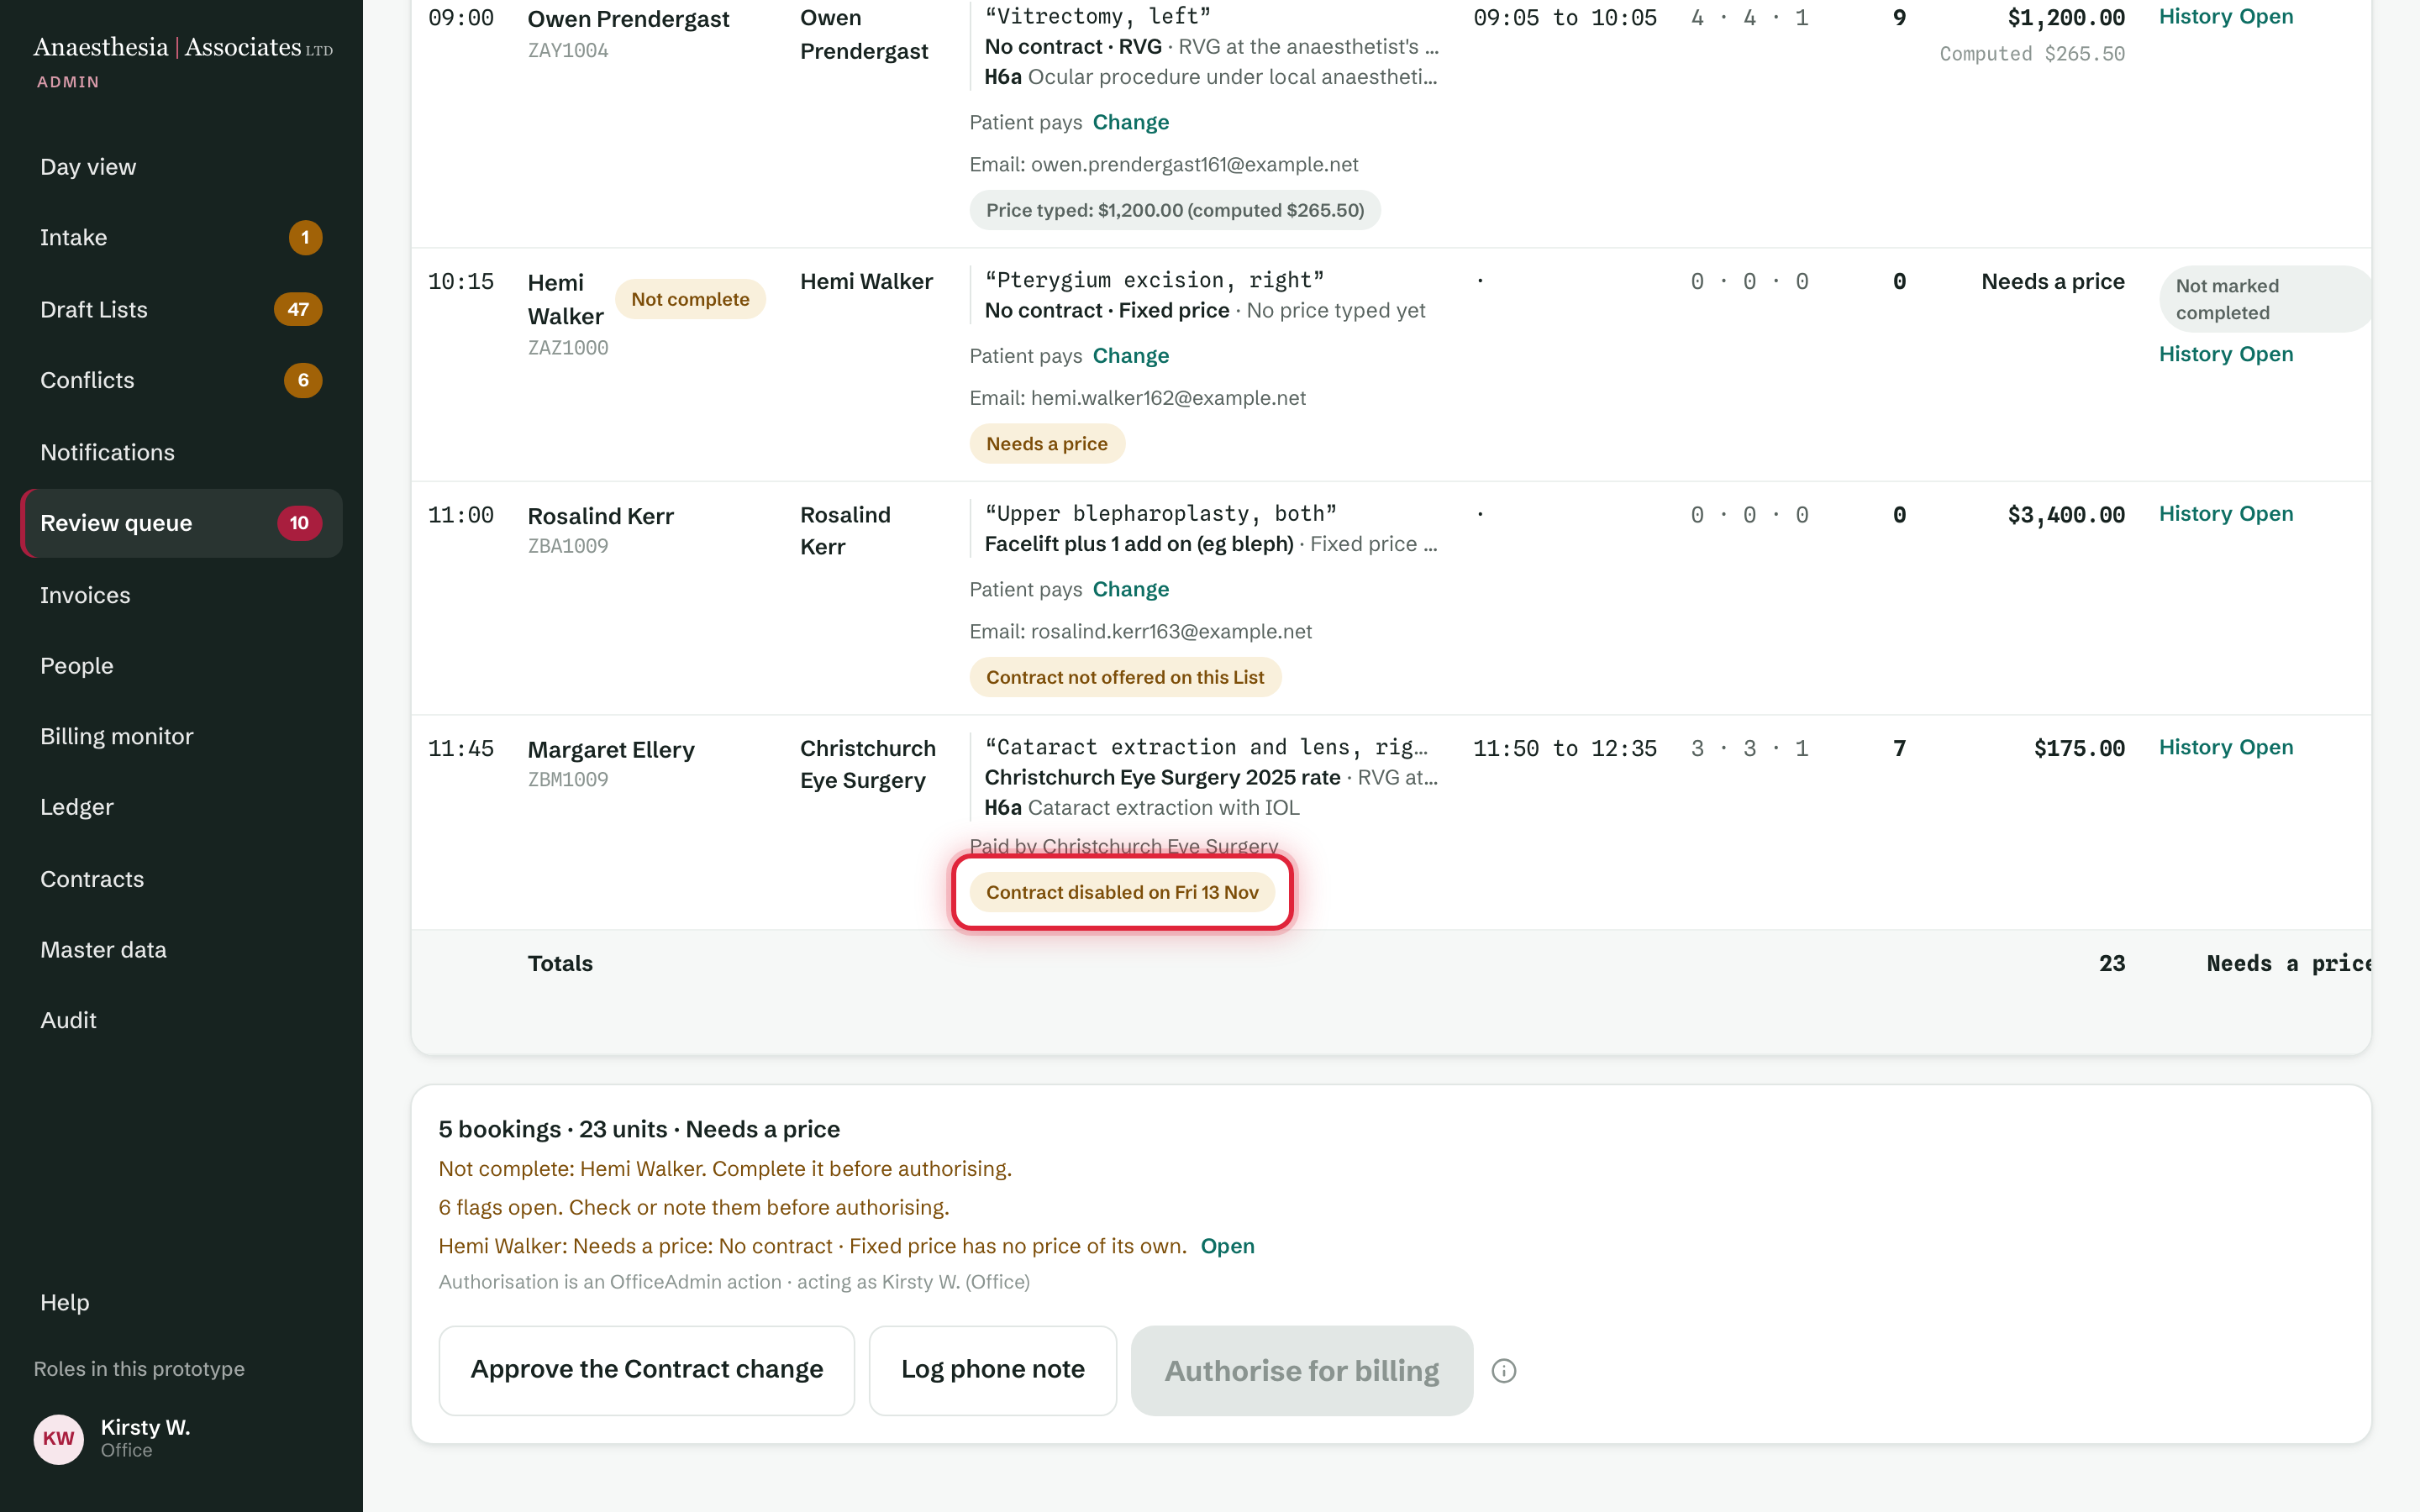 Anaesthesia | Associates LTD
ADMIN
Day view
Intake 1
Draft Lists 47
Conflicts 6
Notifications
Review queue 10
Invoices
People
Billing monitor
Ledger
Contracts
Master data
Audit
Help
Roles in this prototype
KW Kirsty W.
Office
09:00 Owen Prendergast Owen Prendergast “Vitrectomy, left” 09:05 to 10:05 4 · 4 · 1 9 $1,200.00 History Open
ZAY1004
No contract · RVG · RVG at the anaesthetist's ...
Computed $265.50
H6a Ocular procedure under local anaestheti...
Patient pays Change
Email: owen.prendergast161@example.net
Price typed: $1,200.00 (computed $265.50)
10:15 Hemi Walker Not complete Hemi Walker “Pterygium excision, right” · 0 · 0 · 0 0 Needs a price Not marked completed
ZAZ1000
No contract · Fixed price · No price typed yet
History Open
Patient pays Change
Email: hemi.walker162@example.net
Needs a price
11:00 Rosalind Kerr Rosalind Kerr “Upper blepharoplasty, both” · 0 · 0 · 0 0 $3,400.00 History Open
ZBA1009
Facelift plus 1 add on (eg bleph) · Fixed price ...
Patient pays Change
Email: rosalind.kerr163@example.net
Contract not offered on this List
11:45 Margaret Ellery Christchurch Eye Surgery “Cataract extraction and lens, rig... 11:50 to 12:35 3 · 3 · 1 7 $175.00 History Open
ZBM1009
Christchurch Eye Surgery 2025 rate · RVG at...
H6a Cataract extraction with IOL
Paid by Christchurch Eye Surgery
Contract disabled on Fri 13 Nov
Totals 23 Needs a price
5 bookings · 23 units · Needs a price
Not complete: Hemi Walker. Complete it before authorising.
6 flags open. Check or note them before authorising.
Hemi Walker: Needs a price: No contract · Fixed price has no price of its own. Open
Authorisation is an OfficeAdmin action · acting as Kirsty W. (Office)
Approve the Contract change
Log phone note
Authorise for billing